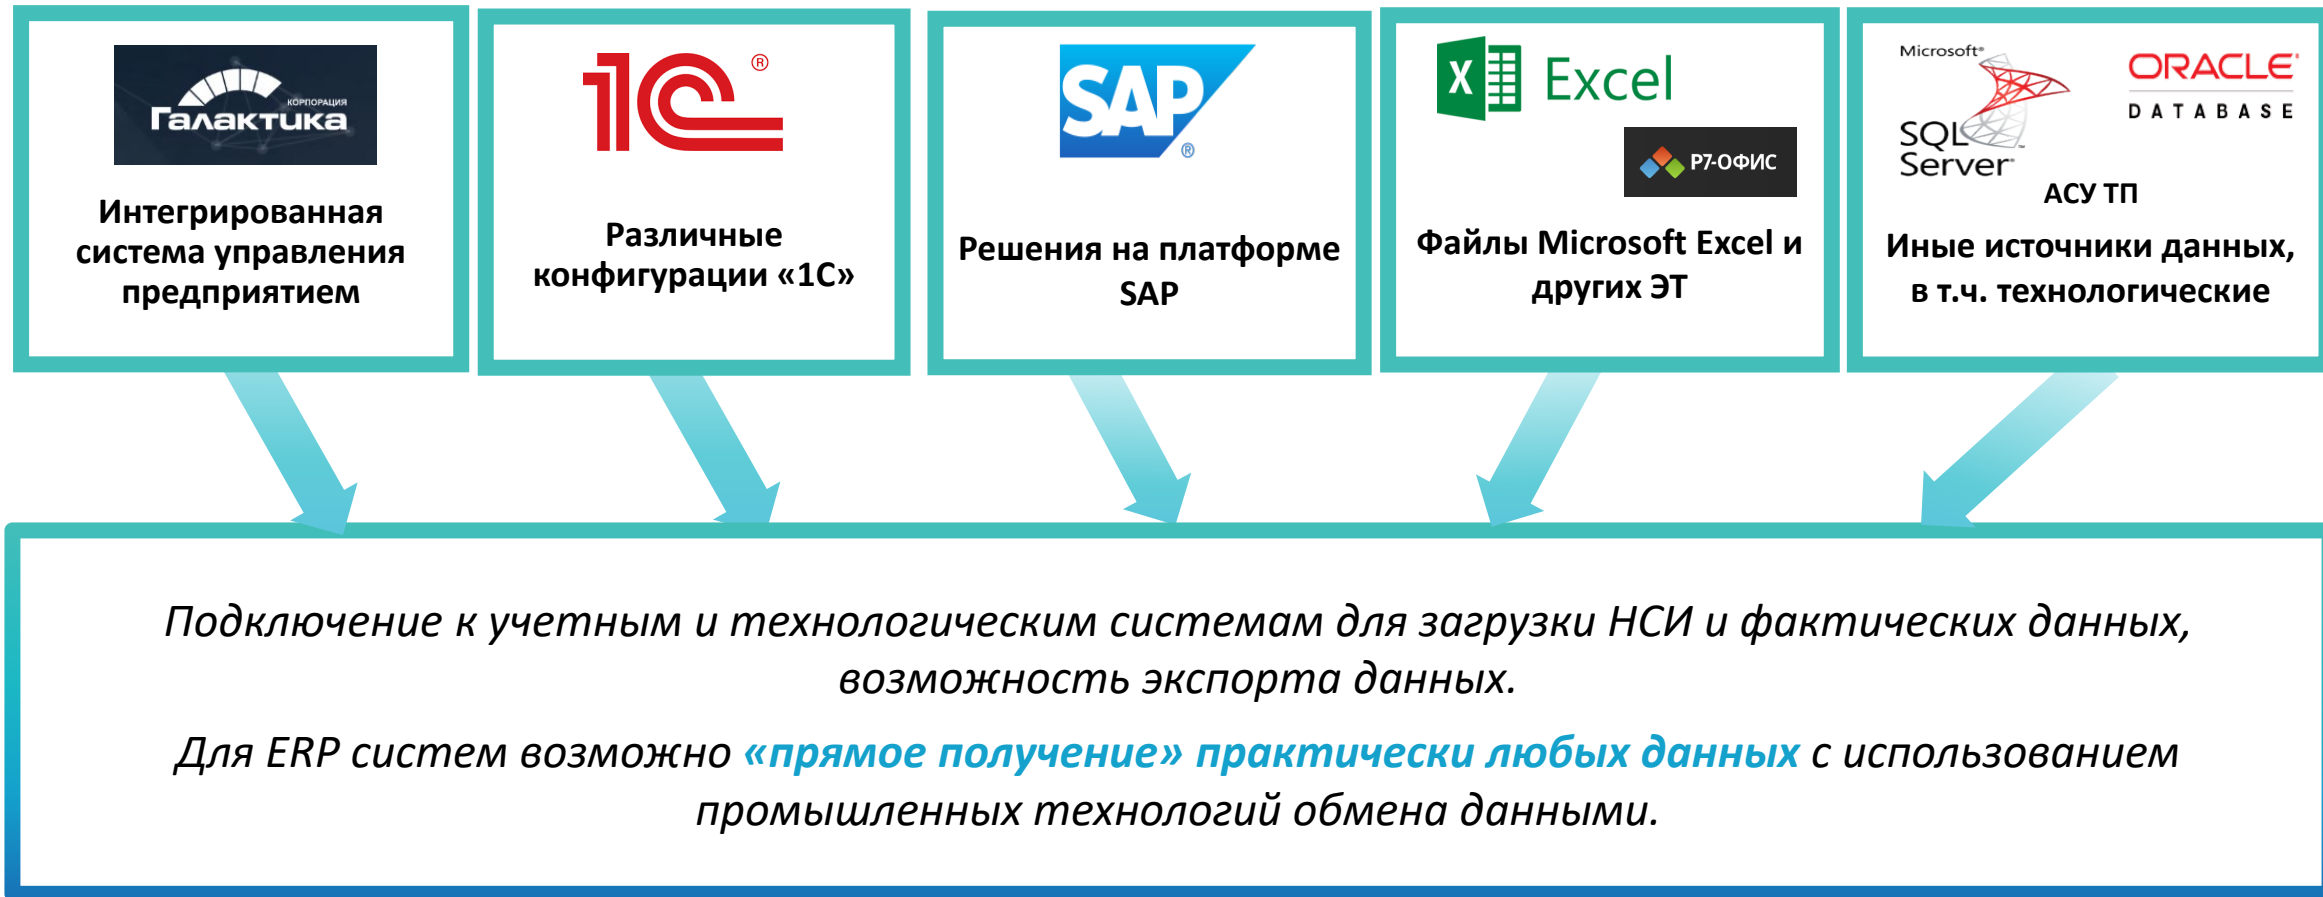 КОРПОРАЦИЯ
Галактика
Интегрированная
система управления
предприятием
1С®
Различные
конфигурации «1С»
SAP®
Решения на платформе
SAP
X Excel
Р7-ОФИС
Файлы Microsoft Excel и
других ЭТ
Microsoft®
SQL
Server®
ORACLE®
DATABASE
АСУ ТП
Иные источники данных,
в т.ч. технологические
Подключение к учетным и технологическим системам для загрузки НСИ и фактических данных,
возможность экспорта данных.
Для ERP систем возможно «прямое получение» практически любых данных с использованием
промышленных технологий обмена данными.